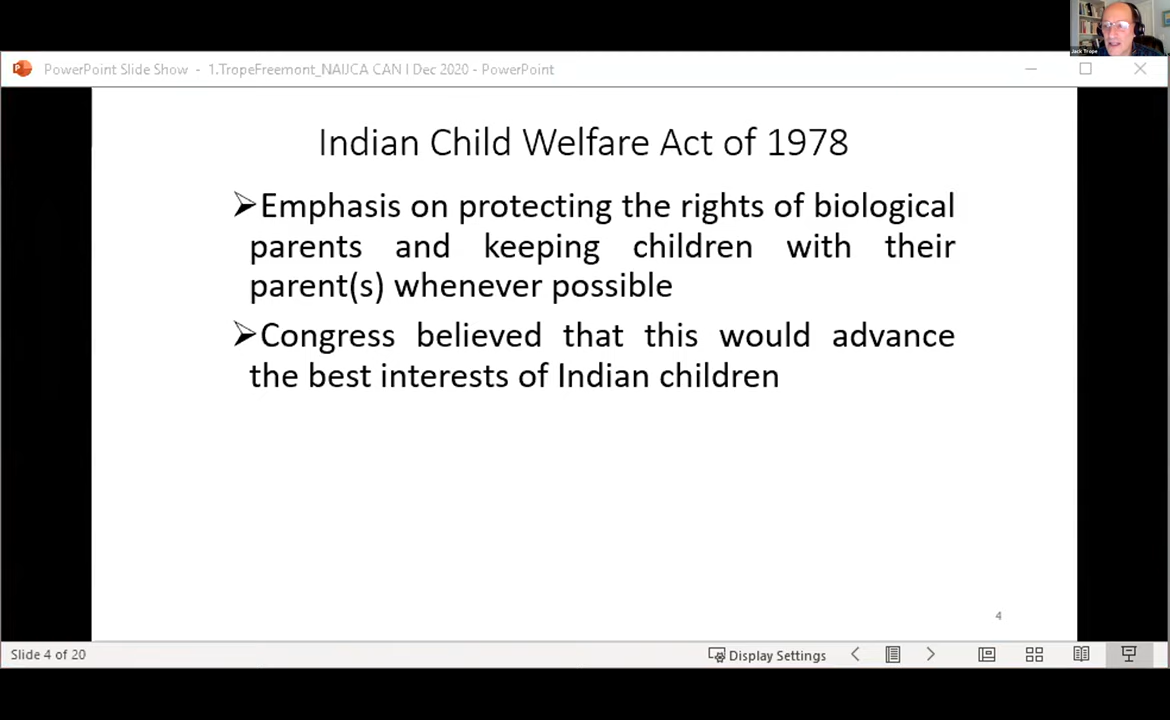 Jack Trope
PowerPoint Slide Show - 1.TropeFreemont_NAIJCA CAN I Dec 2020 - PowerPoint
Indian Child Welfare Act of 1978
➢Emphasis on protecting the rights of biological
parents and keeping children with their
parent(s) whenever possible
➢Congress believed that this would advance
the best interests of Indian children
4
Slide 4 of 20
Display Settings